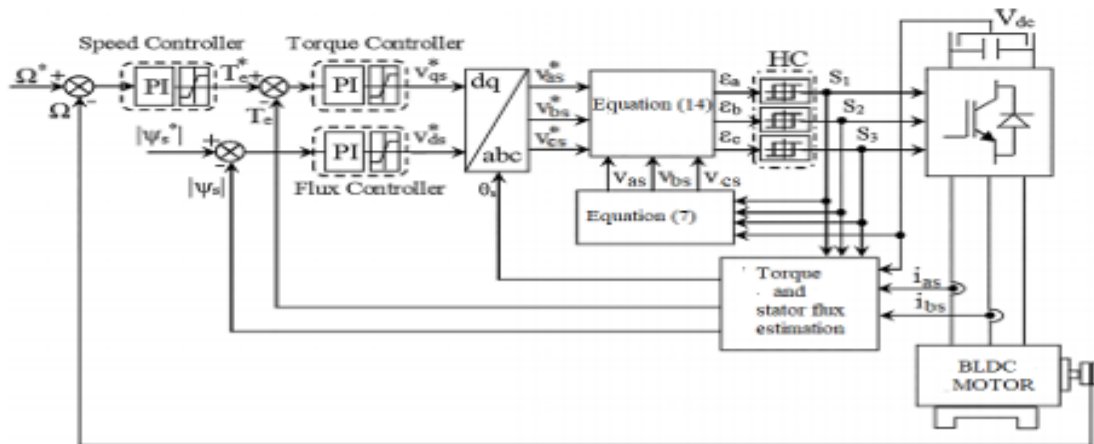 Speed Controller
Torque Controller
V_dc
Ω* +
PI
T_e* +
PI
v_qs*
dq
v_as*
ε_a
HC
S_1
Ω -
T_e -
v_bs*
Equation (14)
ε_b
S_2
|ψ_s*| +
PI
v_ds*
abc
v_cs*
ε_c
S_3
|ψ_s| -
Flux Controller
θ_s
v_as v_bs v_cs
Equation (7)
Torque
and
stator flux
estimation
i_as
i_bs
BLDC
MOTOR